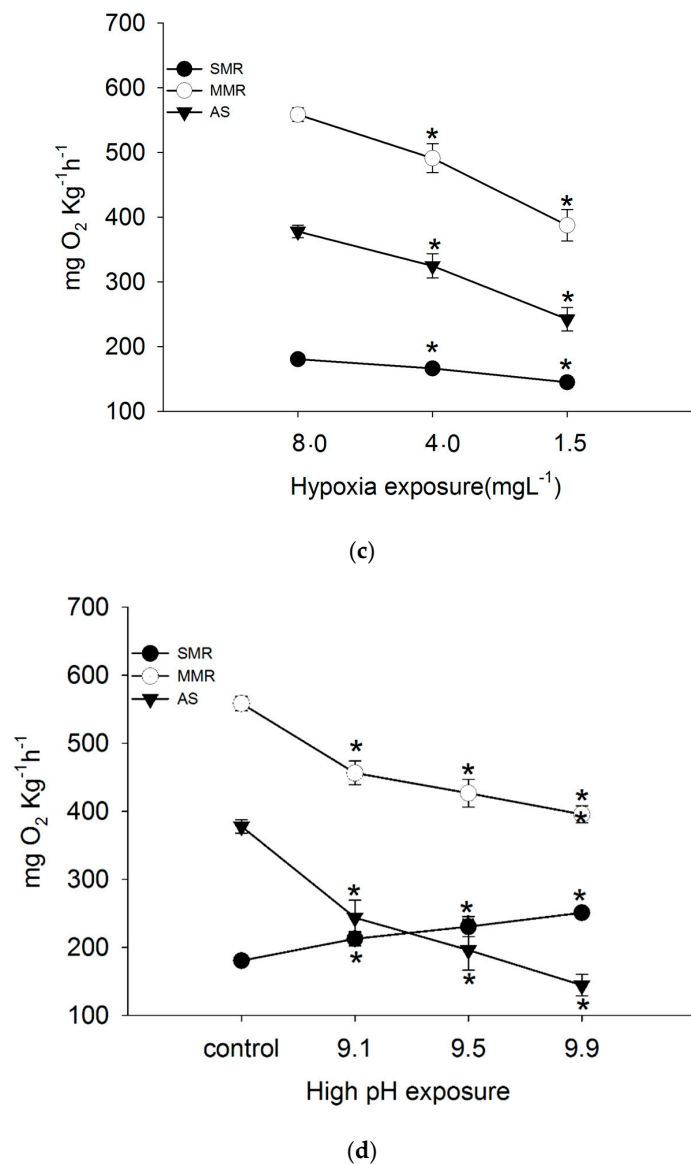 700
600
500
400
300
200
100
mg O₂ Kg⁻¹h⁻¹
SMR
MMR
AS
*
*
*
*
*
*
8.0 4.0 1.5
Hypoxia exposure(mgL⁻¹)
(c)
700
600
500
400
300
200
100
mg O₂ Kg⁻¹h⁻¹
SMR
MMR
AS
*
*
*
*
*
*
*
*
*
*
control 9.1 9.5 9.9
High pH exposure
(d)